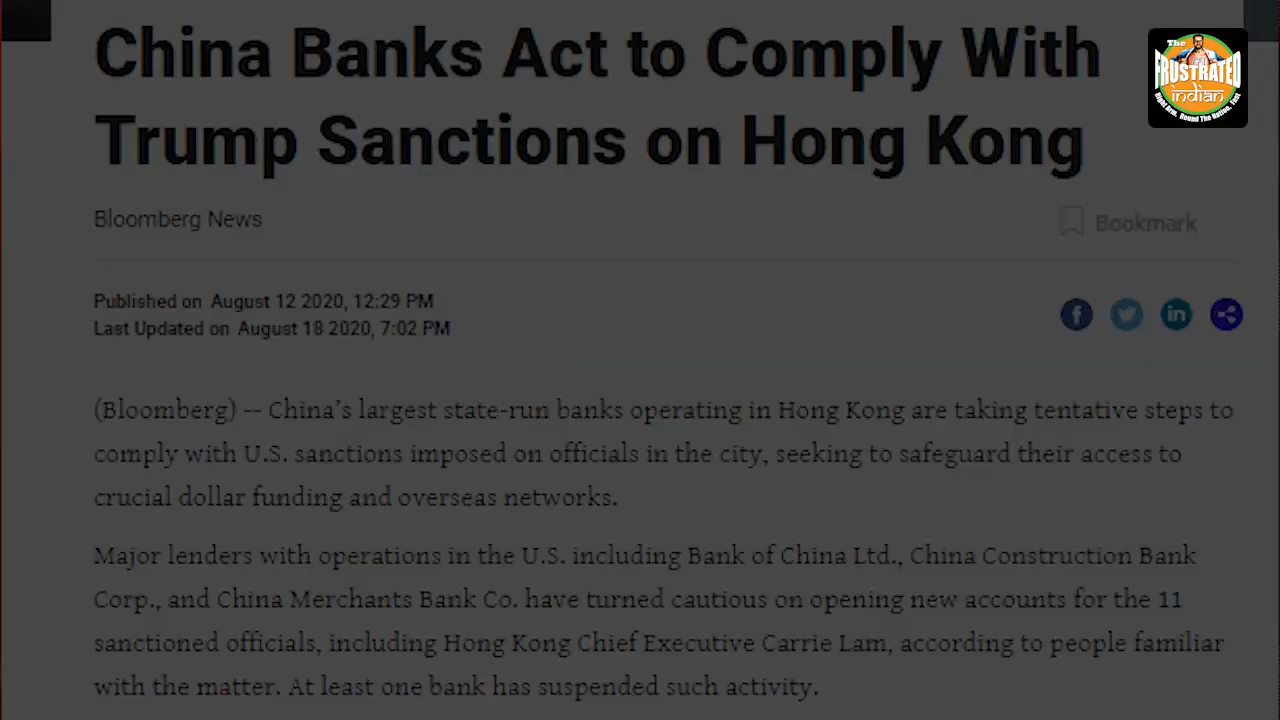 China Banks Act to Comply With
Trump Sanctions on Hong Kong
The
FRUSTRATED
indian
Right Arm, Round The Nation, Fast
Bloomberg News
Bookmark
Published on August 12 2020, 12:29 PM
Last Updated on August 18 2020, 7:02 PM
(Bloomberg) -- China’s largest state-run banks operating in Hong Kong are taking tentative steps to
comply with U.S. sanctions imposed on officials in the city, seeking to safeguard their access to
crucial dollar funding and overseas networks.
Major lenders with operations in the U.S. including Bank of China Ltd., China Construction Bank
Corp., and China Merchants Bank Co. have turned cautious on opening new accounts for the 11
sanctioned officials, including Hong Kong Chief Executive Carrie Lam, according to people familiar
with the matter. At least one bank has suspended such activity.